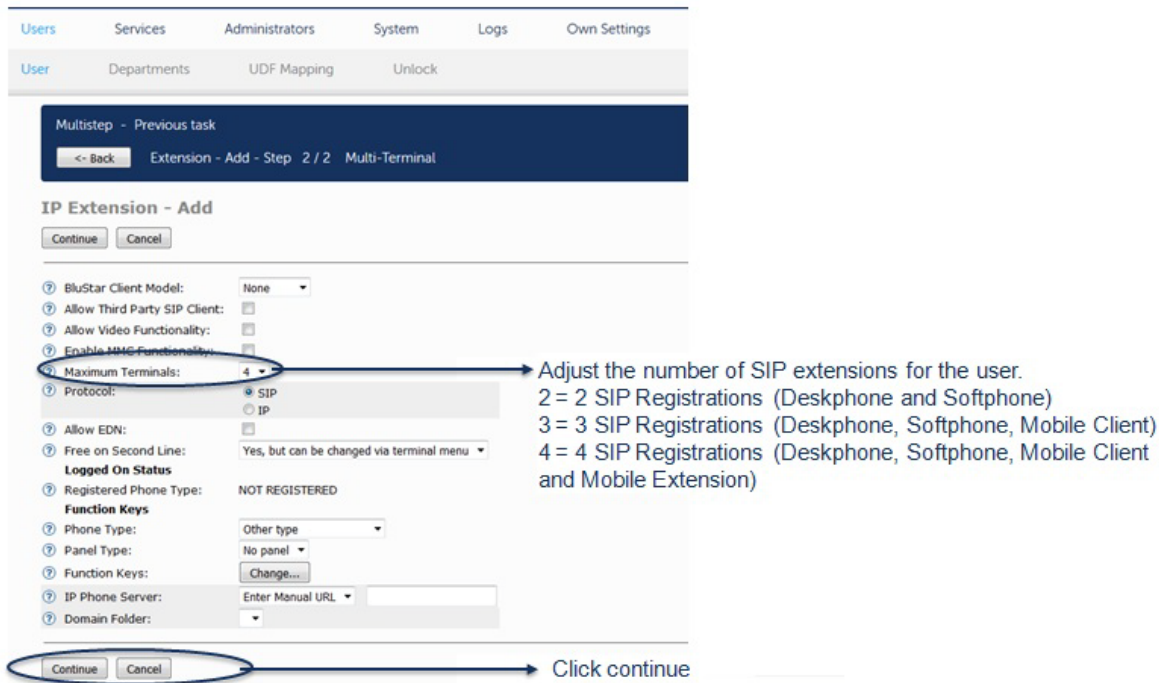 Users Services Administrators System Logs Own Settings
User Departments UDF Mapping Unlock
Multistep - Previous task
<- Back Extension - Add - Step 2 / 2 Multi-Terminal
IP Extension - Add
Continue Cancel
? BluStar Client Model: None
? Allow Third Party SIP Client:
? Allow Video Functionality:
? Enable MMC Functionality:
? Maximum Terminals: 4
? Protocol: SIP
IP
? Allow EDN:
? Free on Second Line: Yes, but can be changed via terminal menu
Logged On Status
? Registered Phone Type: NOT REGISTERED
Function Keys
? Phone Type: Other type
? Panel Type: No panel
? Function Keys: Change...
? IP Phone Server: Enter Manual URL
? Domain Folder:
Continue Cancel
Adjust the number of SIP extensions for the user.
2 = 2 SIP Registrations (Deskphone and Softphone)
3 = 3 SIP Registrations (Deskphone, Softphone, Mobile Client)
4 = 4 SIP Registrations (Deskphone, Softphone, Mobile Client
and Mobile Extension)
Click continue